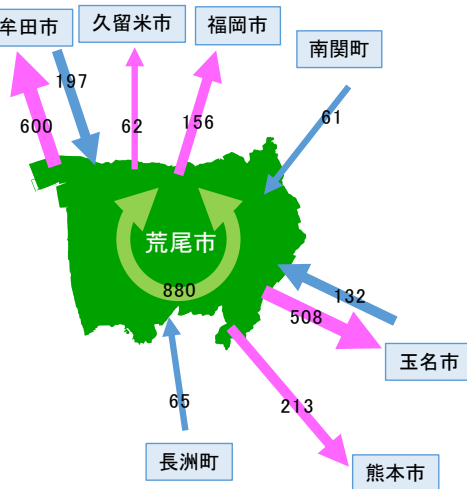 牟田市
久留米市
福岡市
南関町
197
600
62
156
61
荒尾市
880
132
508
玉名市
65
213
長洲町
熊本市